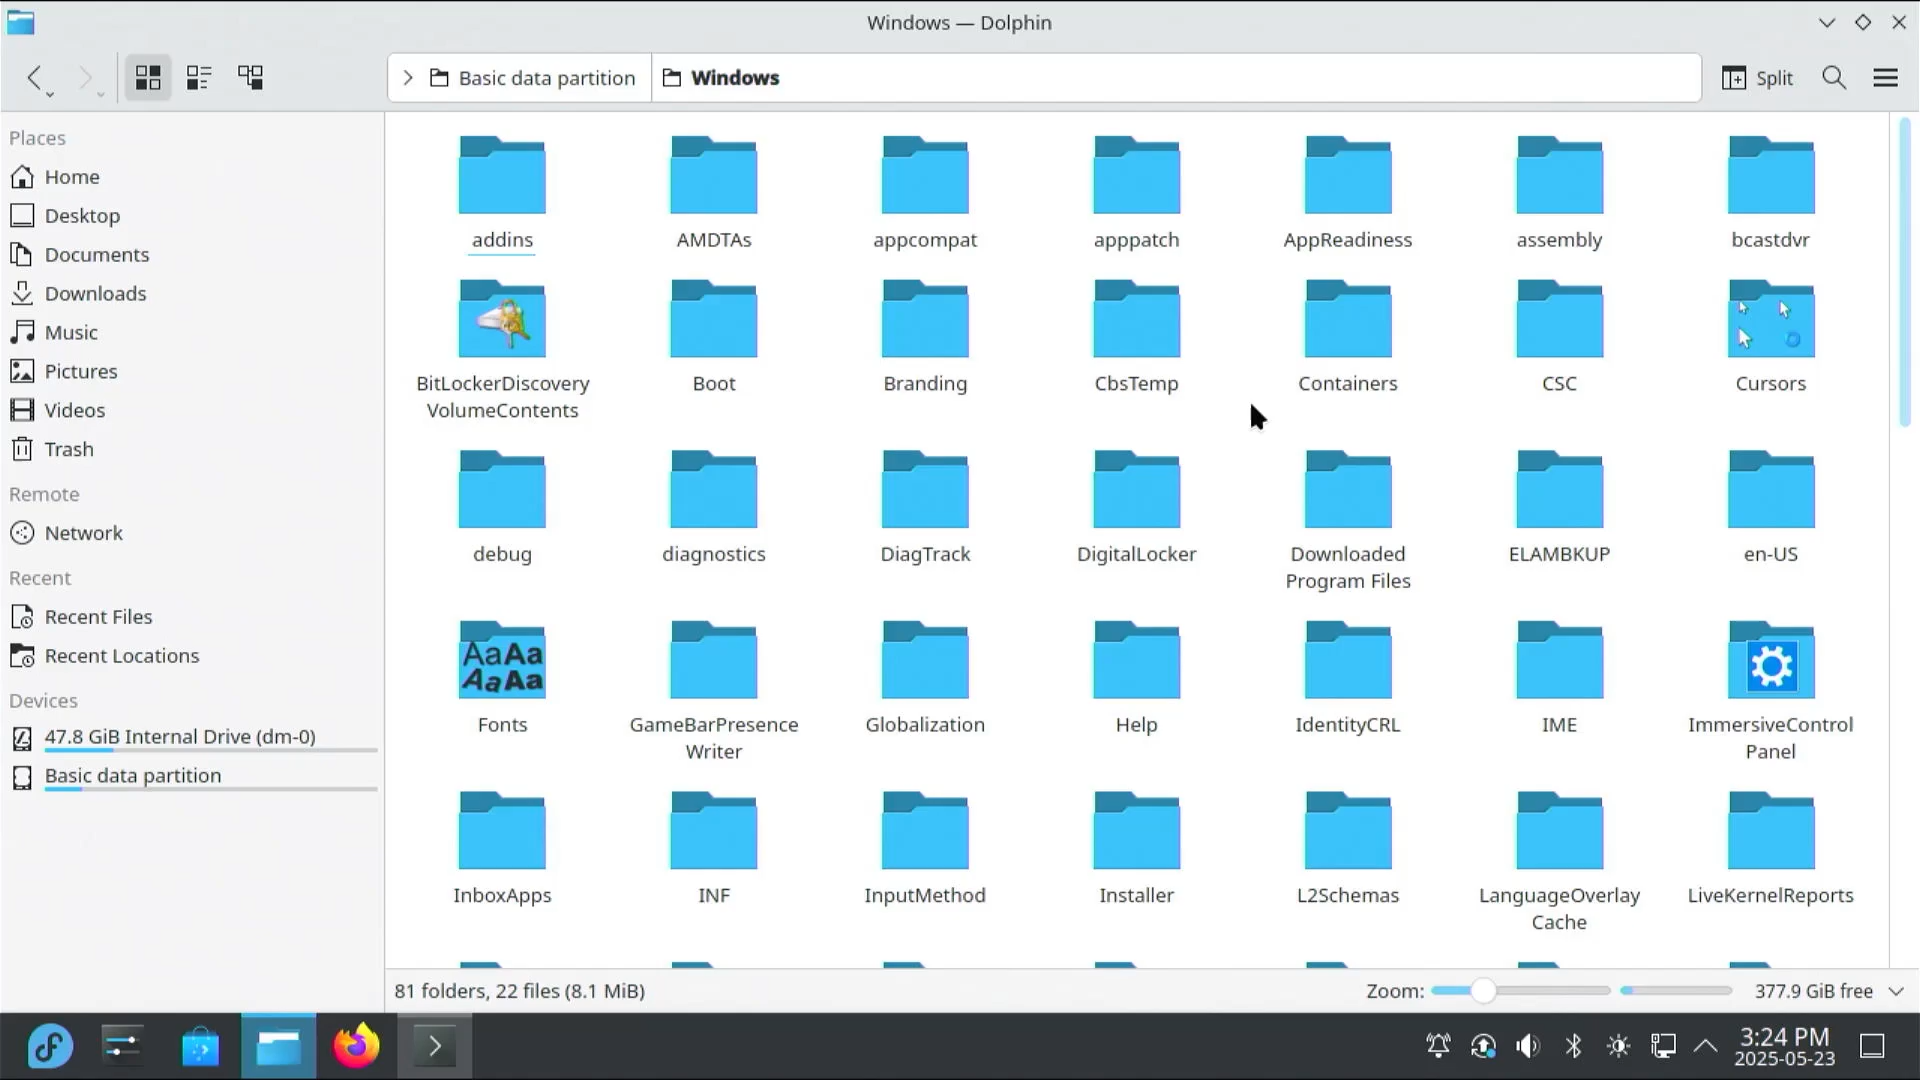 Windows — Dolphin
Basic data partition
Windows
Split
Places
Home
Desktop
Documents
Downloads
Music
Pictures
Videos
Trash
Remote
Network
Recent
Recent Files
Recent Locations
Devices
47.8 GiB Internal Drive (dm-0)
Basic data partition
addins
AMDTAs
appcompat
apppatch
AppReadiness
assembly
bcastdvr
BitLockerDiscovery
VolumeContents
Boot
Branding
CbsTemp
Containers
CSC
Cursors
debug
diagnostics
DiagTrack
DigitalLocker
Downloaded
Program Files
ELAMBKUP
en-US
AaAa
AaAa
Fonts
GameBarPresence
Writer
Globalization
Help
IdentityCRL
IME
ImmersiveControl
Panel
InboxApps
INF
InputMethod
Installer
L2Schemas
LanguageOverlay
Cache
LiveKernelReports
81 folders, 22 files (8.1 MiB)
Zoom:
377.9 GiB free
3:24 PM
2025-05-23